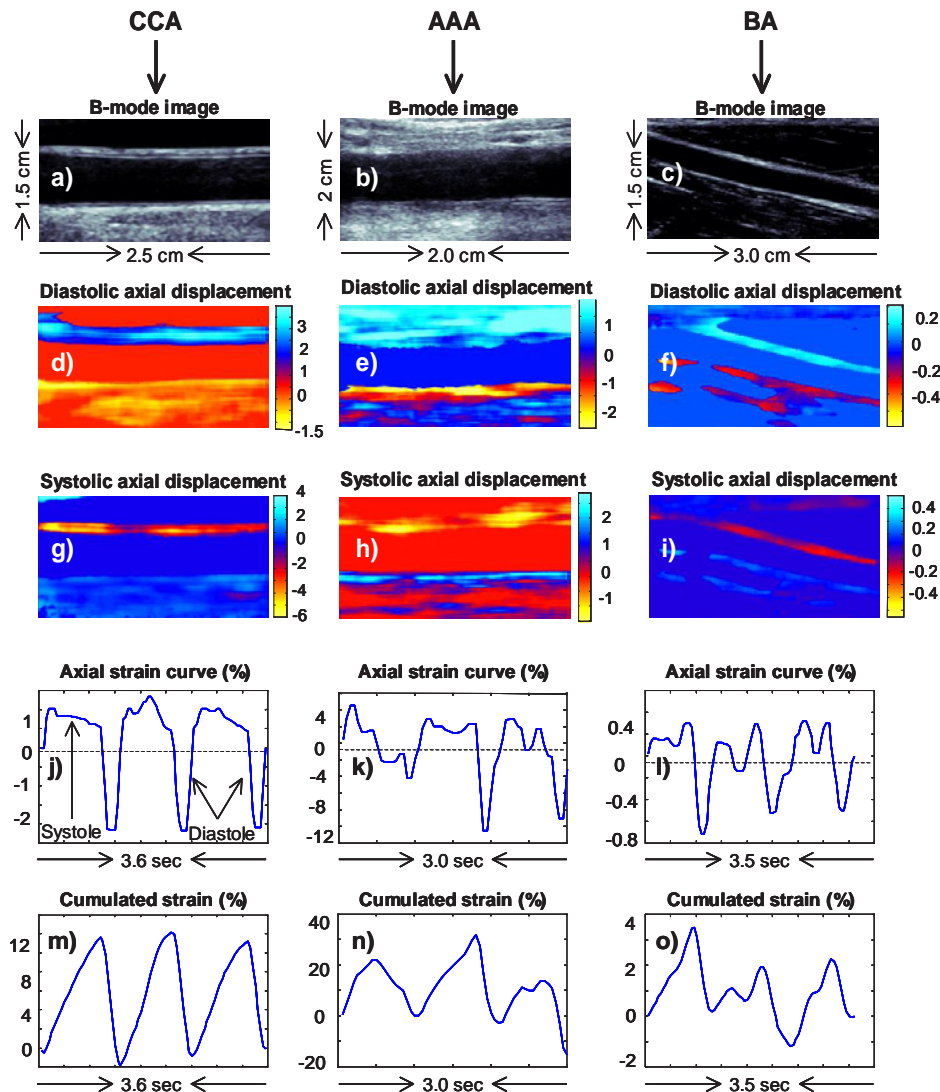 CCA AAA BA
B-mode image B-mode image B-mode image
1.5 cm a) 2 cm b) 1.5 cm c)
2.5 cm 2.0 cm 3.0 cm
Diastolic axial displacement Diastolic axial displacement Diastolic axial displacement
d) 3 2 1 0 -1.5
e) 1 0 -1 -2
f) 0.2 0 -0.2 -0.4
Systolic axial displacement Systolic axial displacement Systolic axial displacement
g) 4 2 0 -2 -4 -6
h) 2 1 0 -1
i) 0.4 0.2 0 -0.2 -0.4
Axial strain curve (%) Axial strain curve (%) Axial strain curve (%)
1 0 -1 -2 j) Systole Diastole
4 0 -4 -8 -12 k)
0.4 0 -0.4 -0.8 l)
3.6 sec 3.0 sec 3.5 sec
Cumulated strain (%) Cumulated strain (%) Cumulated strain (%)
12 8 4 0 m)
40 20 0 -20 n)
4 2 0 -2 o)
3.6 sec 3.0 sec 3.5 sec